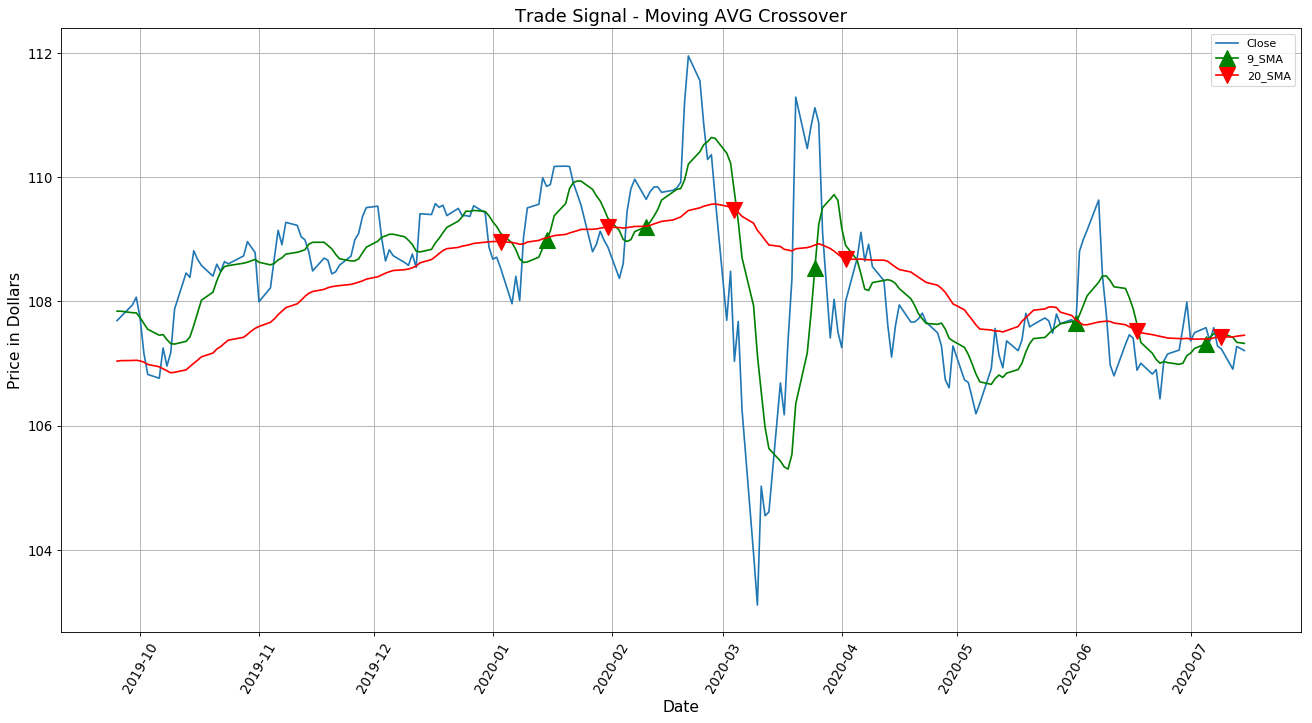 Trade Signal - Moving AVG Crossover
Close
9_SMA
20_SMA
112
110
108
106
104
Price in Dollars
2019-10
2019-11
2019-12
2020-01
2020-02
2020-03
2020-04
2020-05
2020-06
2020-07
Date